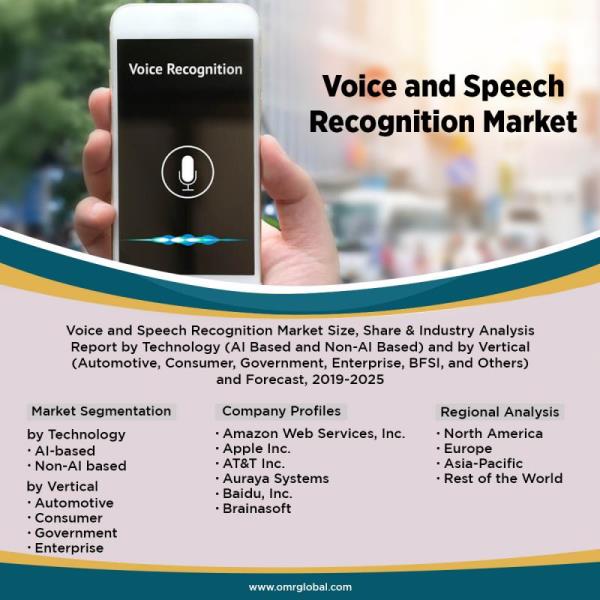 Voice Recognition
Voice and Speech
Recognition Market
Voice and Speech Recognition Market Size, Share & Industry Analysis
Report by Technology (AI Based and Non-AI Based) and by Vertical
(Automotive, Consumer, Government, Enterprise, BFSI, and Others)
and Forecast, 2019-2025
Market Segmentation
by Technology
· AI-based
· Non-AI based
by Vertical
· Automotive
· Consumer
· Government
· Enterprise
Company Profiles
· Amazon Web Services, Inc.
· Apple Inc.
· AT&T Inc.
· Auraya Systems
· Baidu, Inc.
· Brainasoft
Regional Analysis
· North America
· Europe
· Asia-Pacific
· Rest of the World
www.omrglobal.com